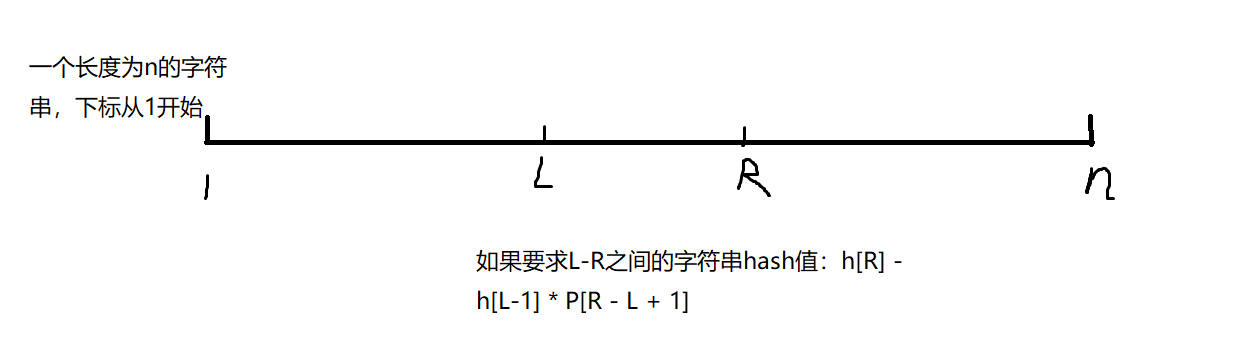 一个长度为n的字符
串，下标从1开始
1 L R n
如果要求L-R之间的字符串hash值：h[R] -
h[L-1] * P[R - L + 1]